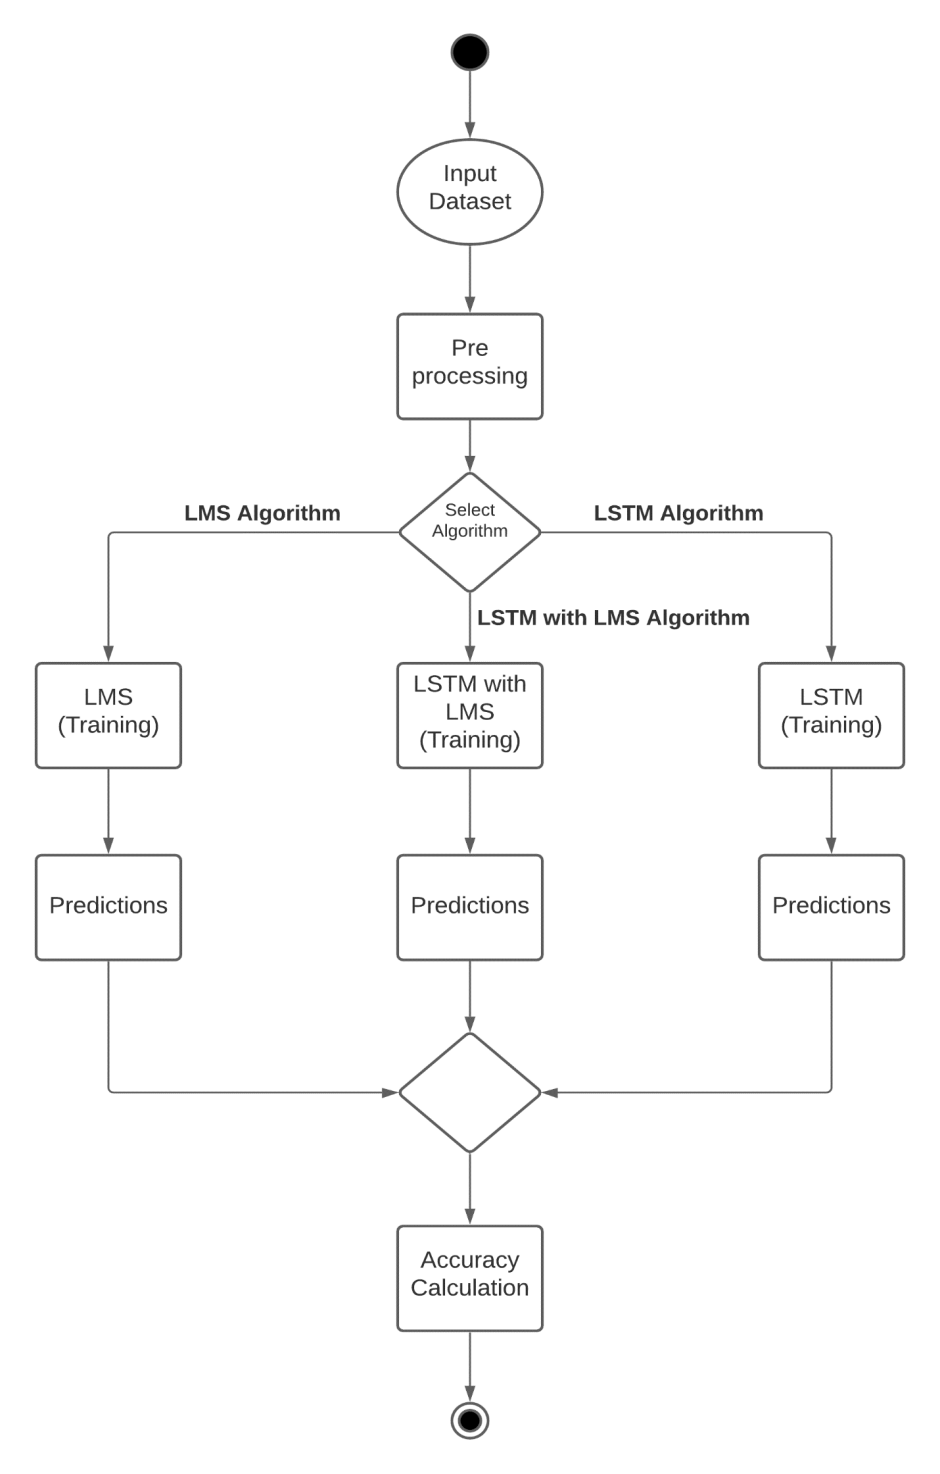 Input
Dataset
Pre
processing
Select
Algorithm
LMS Algorithm
LSTM Algorithm
LSTM with LMS Algorithm
LMS
(Training)
LSTM with
LMS
(Training)
LSTM
(Training)
Predictions
Predictions
Predictions
Accuracy
Calculation